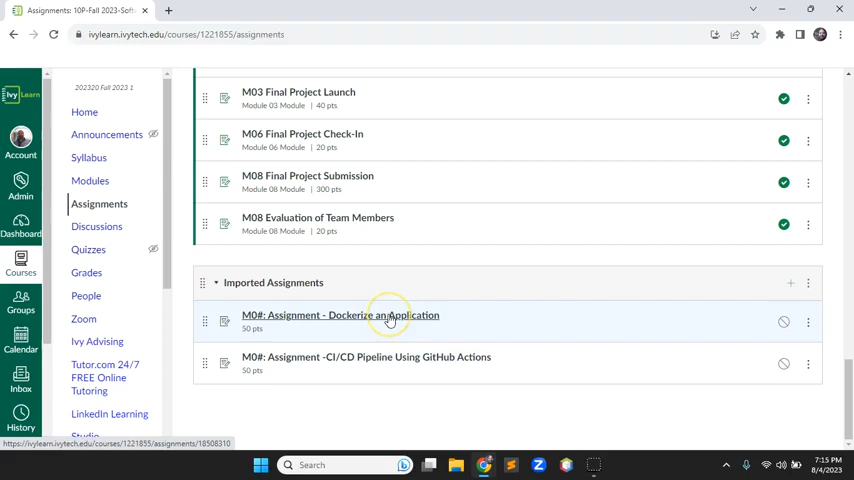 Assignments: 10P-Fall 2023-Soft
ivylearn.ivytech.edu/courses/1221855/assignments
Ivy Learn
Account
Admin
Dashboard
Courses
Groups
Calendar
Inbox
History
202320 Fall 2023 1
Home
Announcements
Syllabus
Modules
Assignments
Discussions
Quizzes
Grades
People
Zoom
Ivy Advising
Tutor.com 24/7
FREE Online
Tutoring
LinkedIn Learning
Studio
M03 Final Project Launch
Module 03 Module | 40 pts
M06 Final Project Check-In
Module 06 Module | 20 pts
M08 Final Project Submission
Module 08 Module | 300 pts
M08 Evaluation of Team Members
Module 08 Module | 20 pts
Imported Assignments
M0#: Assignment - Dockerize an Application
50 pts
M0#: Assignment -CI/CD Pipeline Using GitHub Actions
50 pts
https://ivylearn.ivytech.edu/courses/1221855/assignments/18508310
Search
7:15 PM
8/4/2023